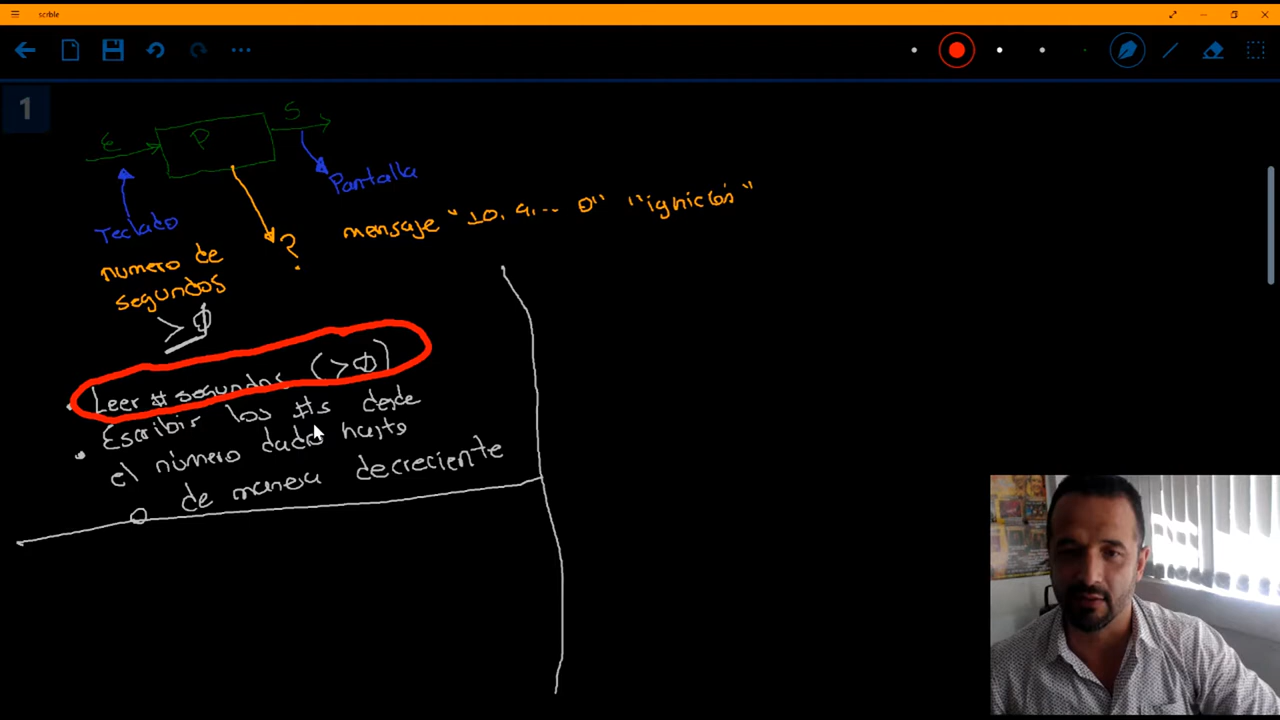 scrble
1
E
P
S
Pantalla
Teclado
mensaje "10, 9,... 0" "ignición"
numero de
segundos
?
> 0
• Leer # segundos (>0)
• Escribir los #s desde
el número dado hasta
0 de manera decreciente